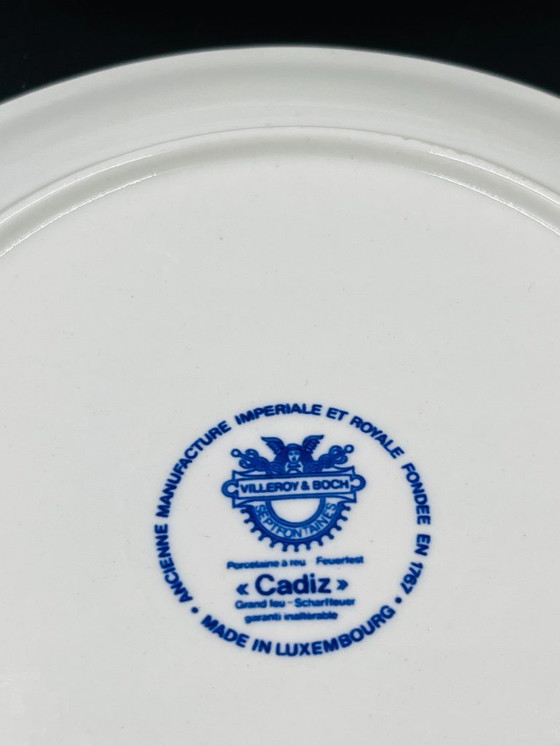 • ANCIENNE MANUFACTURE IMPERIALE ET ROYALE FONDEE EN 1767 •
VILLEROY & BOCH
SEPTFONTAINES
Porcelaine à feu Feuerfest
« Cadiz »
Grand feu - Scharffeuer
garanti inaltérable
MADE IN LUXEMBOURG